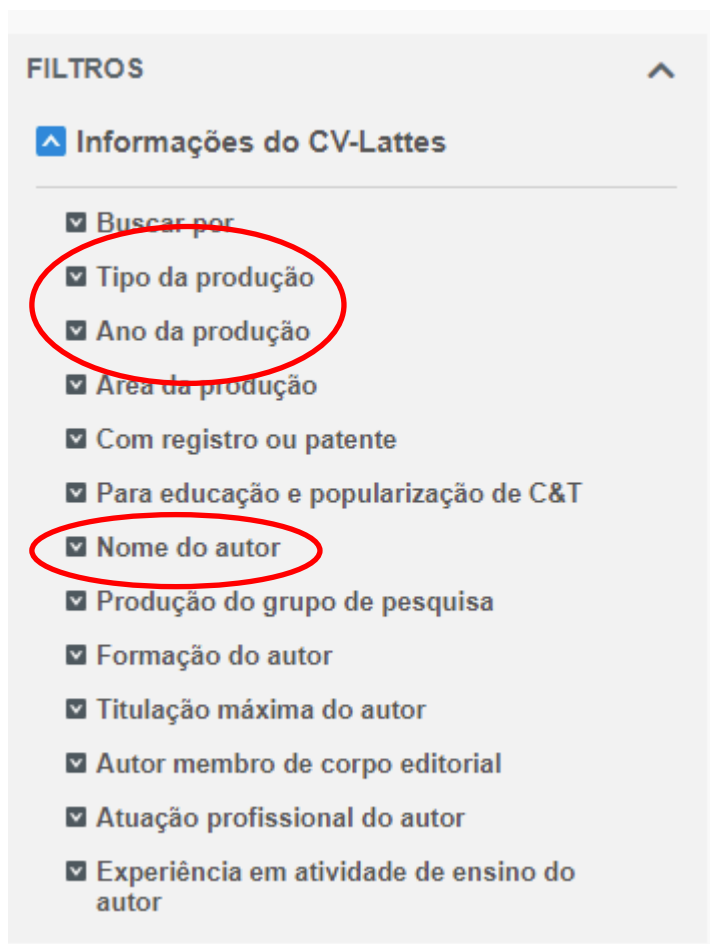 FILTROS
Informações do CV-Lattes
Buscar por
Tipo da produção
Ano da produção
Área da produção
Com registro ou patente
Para educação e popularização de C&T
Nome do autor
Produção do grupo de pesquisa
Formação do autor
Titulação máxima do autor
Autor membro de corpo editorial
Atuação profissional do autor
Experiência em atividade de ensino do
autor